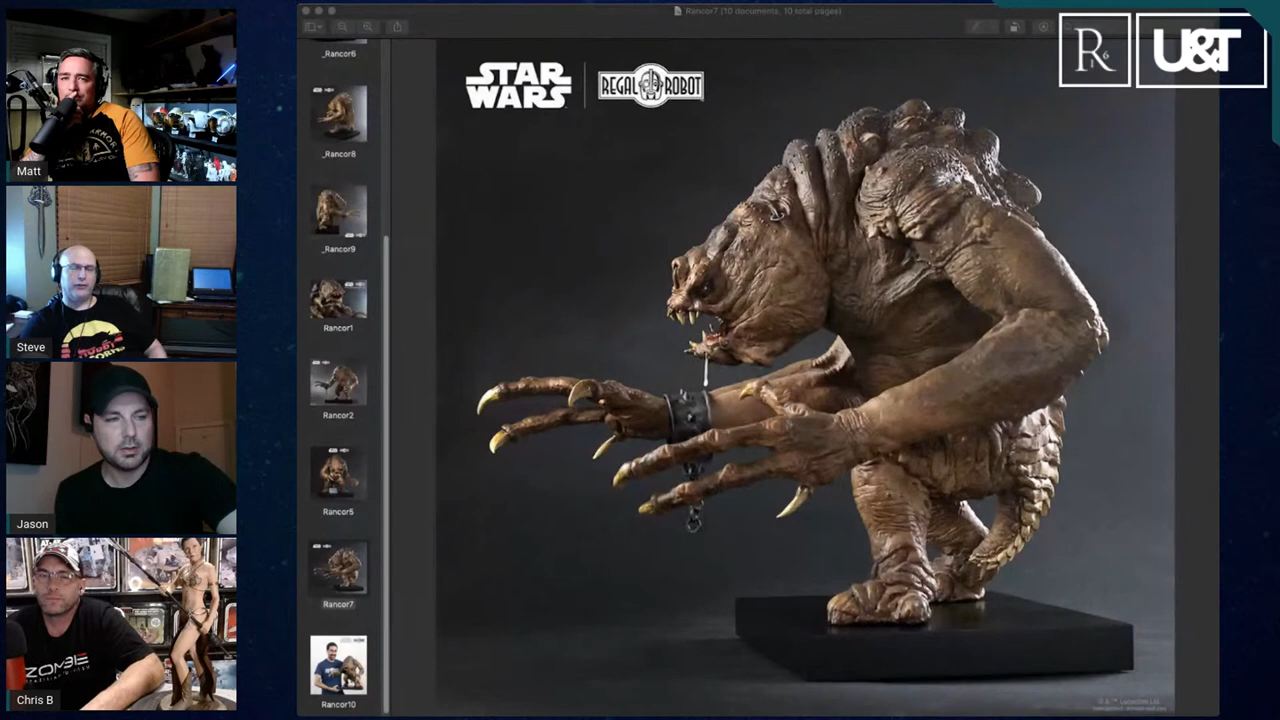 Rancor7 (10 documents, 10 total pages)
R 6
U&T
_Rancor6
_Rancor8
_Rancor9
Rancor1
Rancor2
Rancor5
Rancor7
Rancor10
STAR
WARS
REGAL ROBOT
Matt
Steve
Jason
ZOMBIE
Chris B